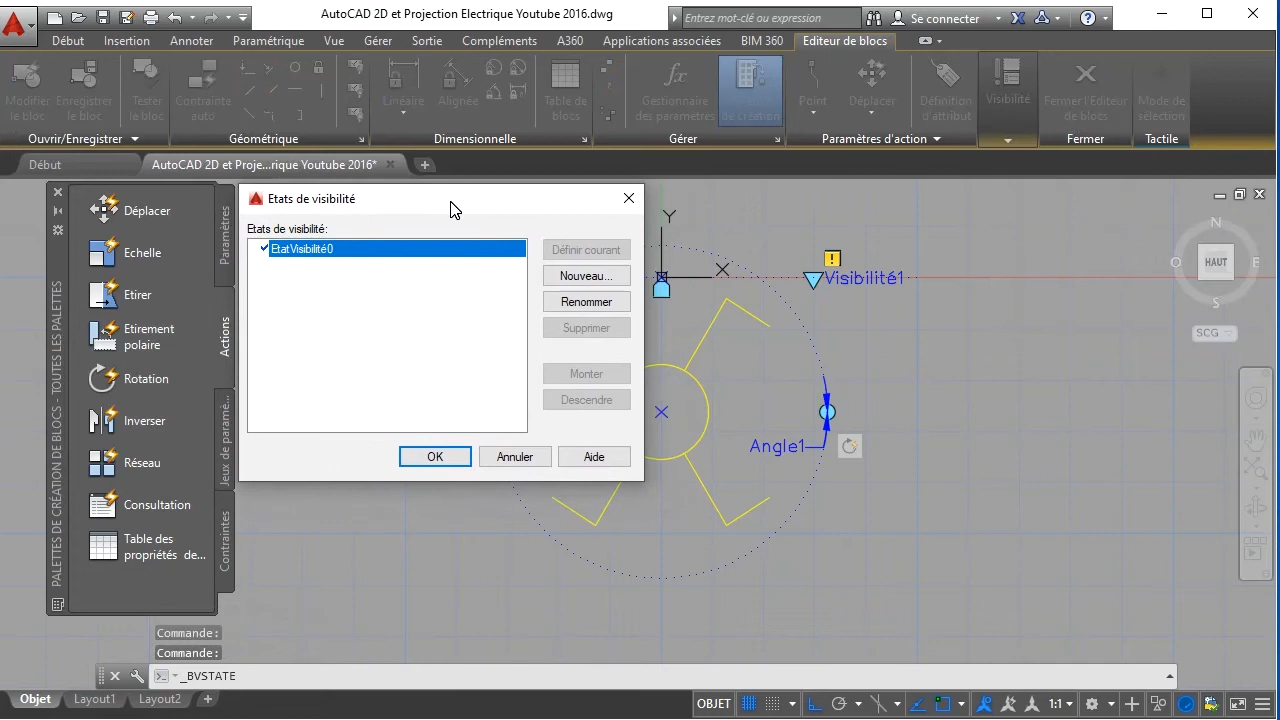 AutoCAD 2D et Projection Electrique Youtube 2016.dwg
Entrez mot-clé ou expression
Se connecter
Début Insertion Annoter Paramétrique Vue Gérer Sortie Compléments A360 Applications associées BIM 360 Editeur de blocs
Modifier le bloc
Enregistrer le bloc
Tester le bloc
Contrainte auto
Linéaire
Alignée
Table de blocs
fx
Gestionnaire des paramètres
de création
Point
Déplacer
Définition d'attribut
Visibilité
Fermer l'Editeur de blocs
Mode de sélection
Ouvrir/Enregistrer Géométrique Dimensionnelle Gérer Paramètres d'action Fermer Tactile
Début AutoCAD 2D et Proje...rique Youtube 2016*
Déplacer
Echelle
Etirer
Etirement
polaire
Rotation
Inverser
Réseau
Consultation
Table des
propriétés de...
Paramètres
Actions
Jeux de paramè...
Contraintes
PALETTES DE CRÉATION DE BLOCS - TOUTES LES PALETTES
Etats de visibilité
Etats de visibilité:
EtatVisibilité0
Définir courant
Nouveau...
Renommer
Supprimer
Monter
Descendre
OK Annuler Aide
Y
X
!
Visibilité1
Angle1
N
O HAUT E
S
SCG
Commande:
Commande:
_BVSTATE
Objet Layout1 Layout2 +
OBJET 1:1